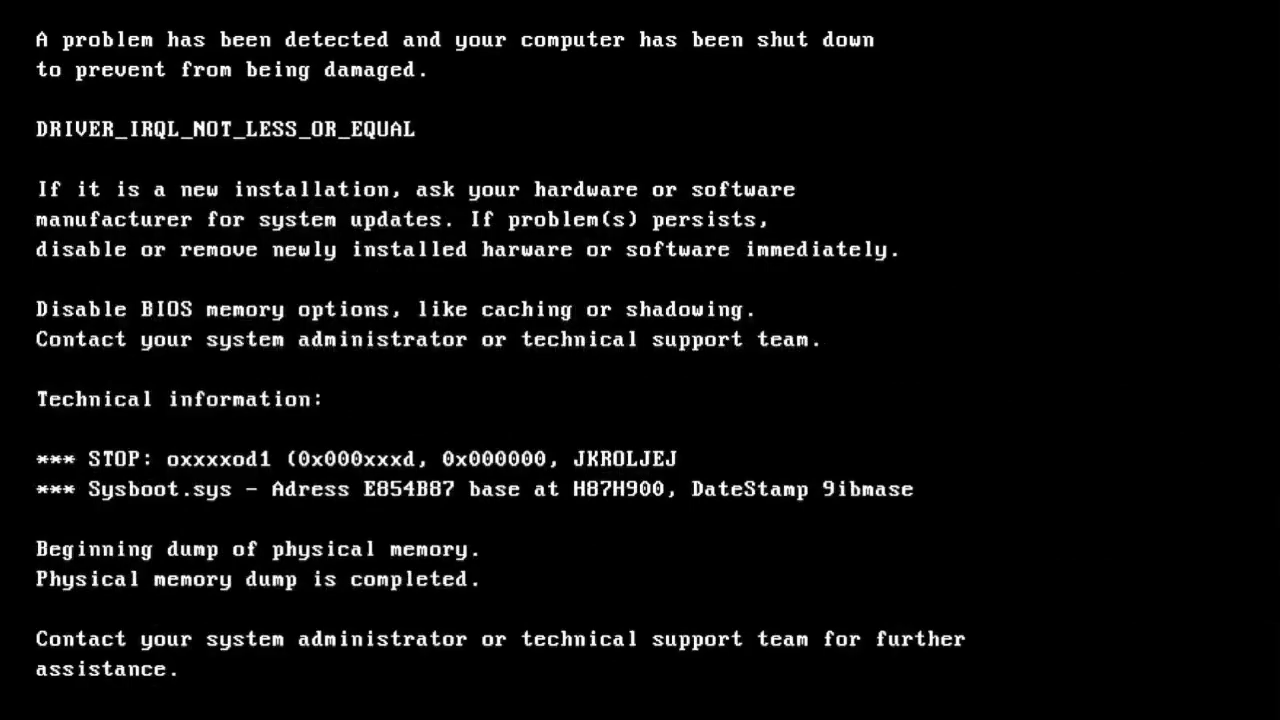 A problem has been detected and your computer has been shut down
to prevent from being damaged.
DRIVER_IRQL_NOT_LESS_OR_EQUAL
If it is a new installation, ask your hardware or software
manufacturer for system updates. If problem(s) persists,
disable or remove newly installed harware or software immediately.
Disable BIOS memory options, like caching or shadowing.
Contact your system administrator or technical support team.
Technical information:
*** STOP: oxxxxod1 (0x000xxxd, 0x000000, JKROLJEJ
*** Sysboot.sys - Adress E854B87 base at H87H900, DateStamp 9ibmase
Beginning dump of physical memory.
Physical memory dump is completed.
Contact your system administrator or technical support team for further
assistance.